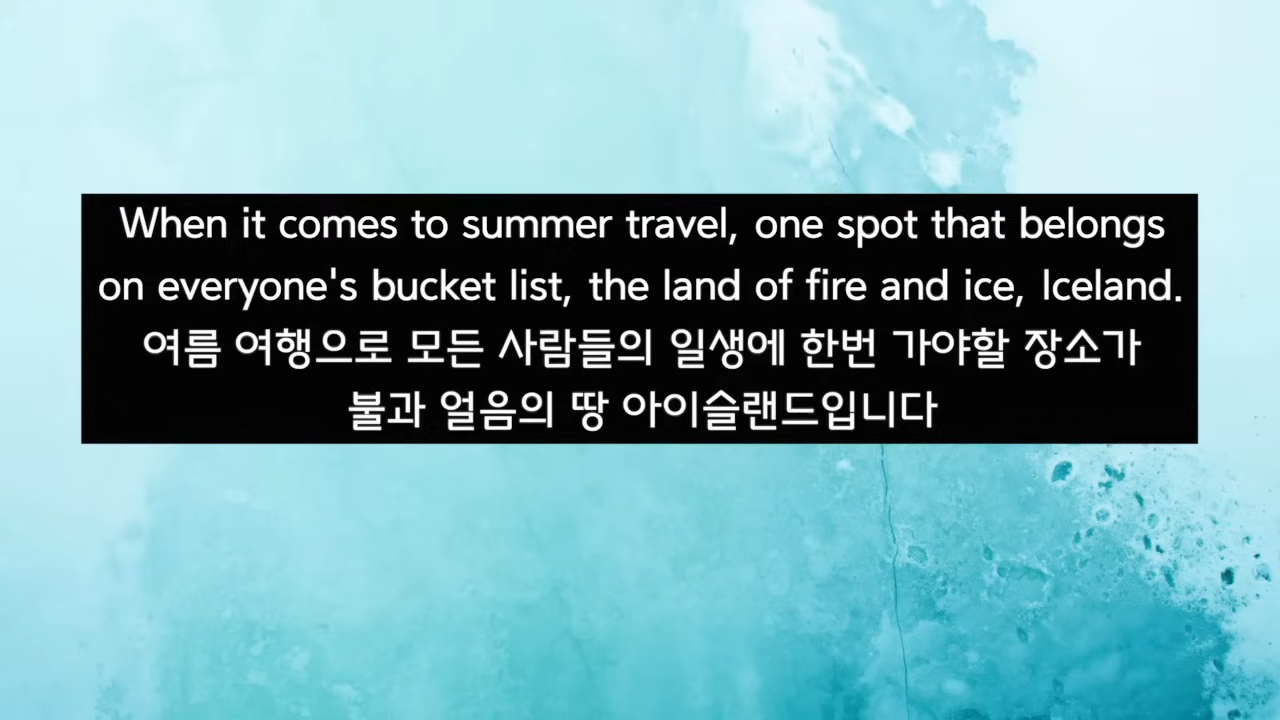 When it comes to summer travel, one spot that belongs
on everyone's bucket list, the land of fire and ice, Iceland.
여름 여행으로 모든 사람들의 일생에 한번 가야할 장소가
불과 얼음의 땅 아이슬랜드입니다